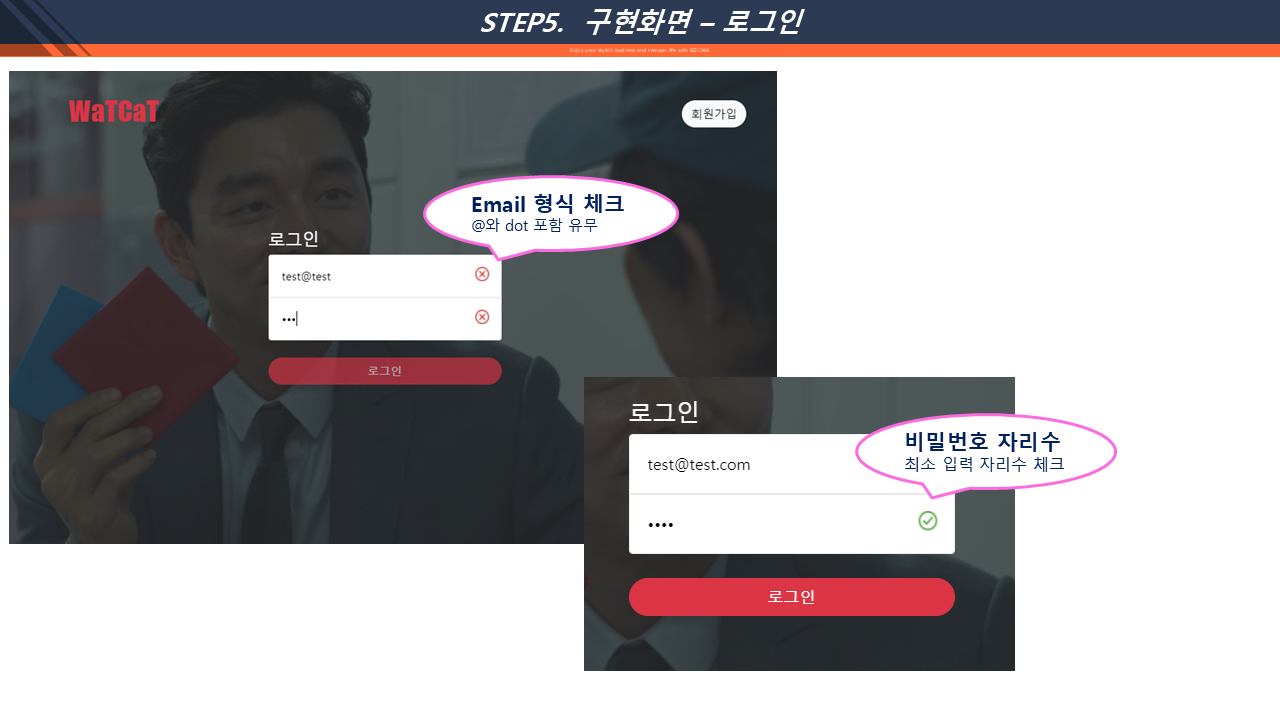 STEP5. 구현화면 – 로그인
Enjoy your stylish business and campus life with BIZCAM
WaTCaT
회원가입
Email 형식 체크
@와 dot 포함 유무
로그인
test@test
•••
로그인
로그인
비밀번호 자리수
최소 입력 자리수 체크
test@test.com
••••
로그인